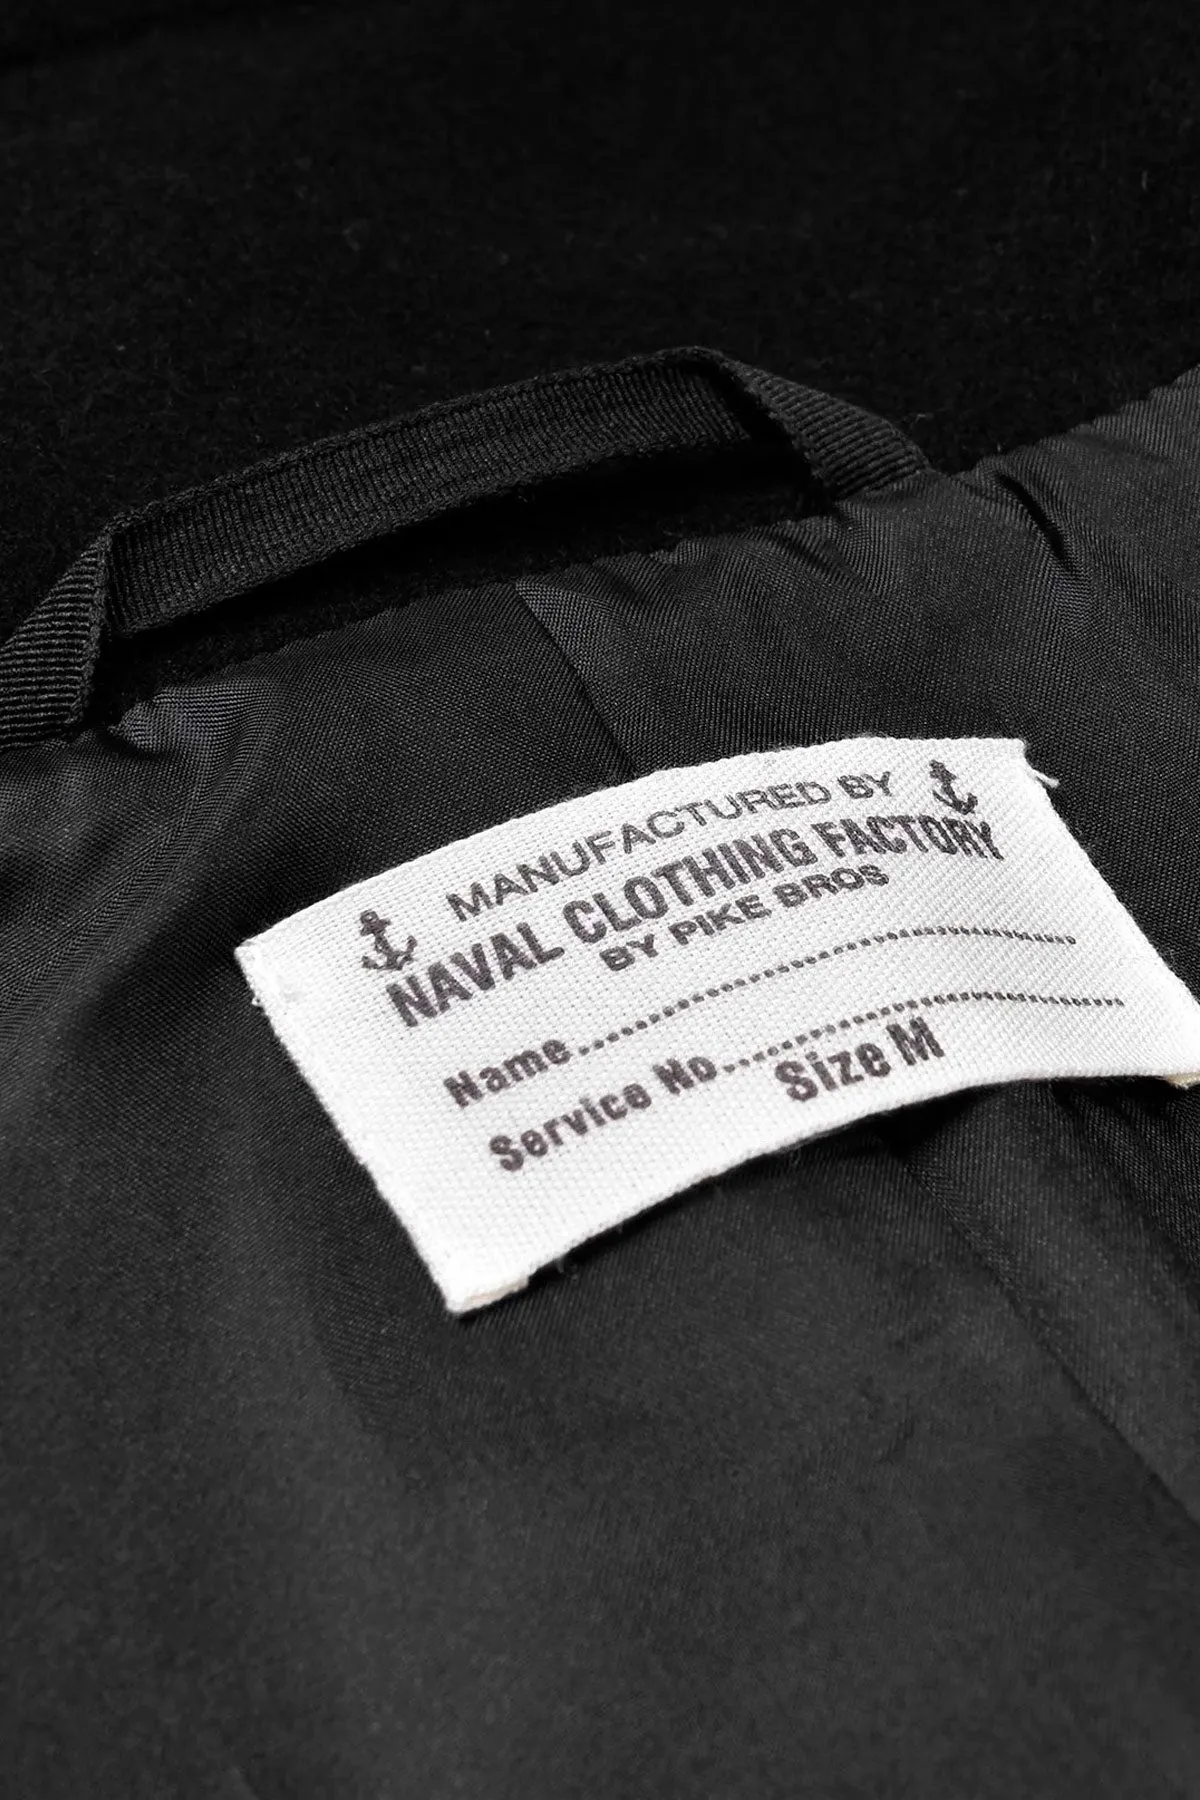 MANUFACTURED BY
NAVAL CLOTHING FACTORY
BY PIKE BROS
Name..............................
Service No..............................
Size M